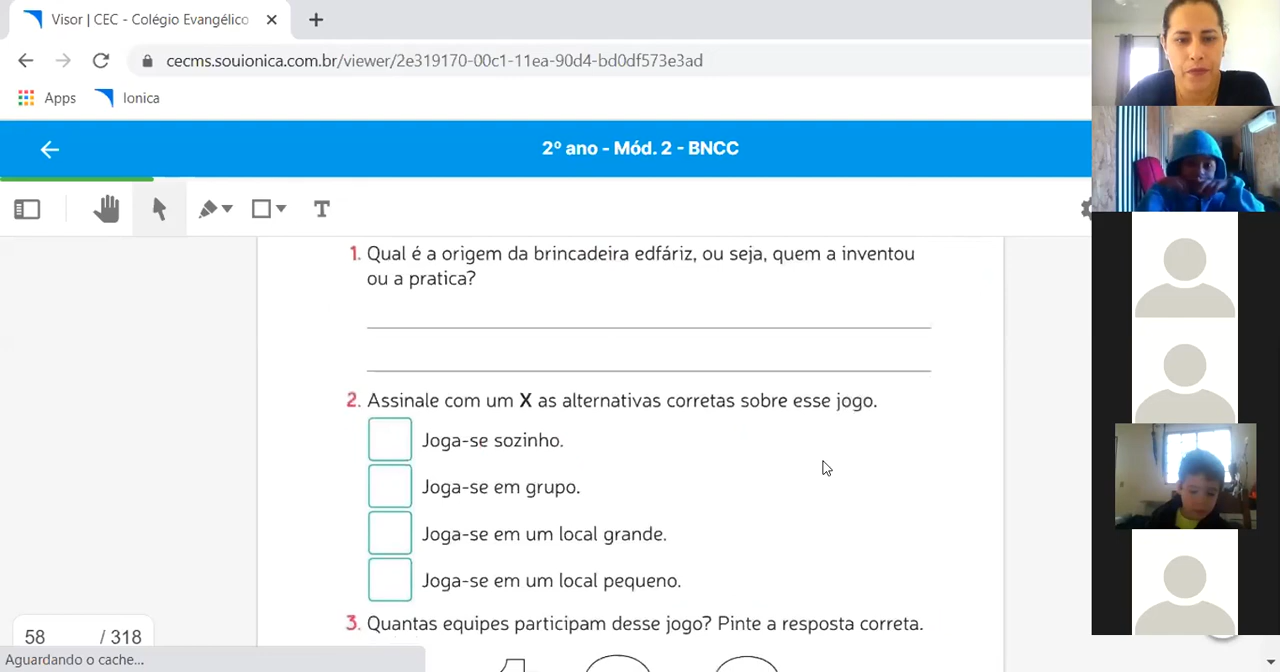 Visor | CEC - Colégio Evangélico
cecms.souionica.com.br/viewer/2e319170-00c1-11ea-90d4-bd0df573e3ad
Apps Ionica
2º ano - Mód. 2 - BNCC
T
1. Qual é a origem da brincadeira edfáriz, ou seja, quem a inventou
ou a pratica?
2. Assinale com um X as alternativas corretas sobre esse jogo.
Joga-se sozinho.
Joga-se em grupo.
Joga-se em um local grande.
Joga-se em um local pequeno.
3. Quantas equipes participam desse jogo? Pinte a resposta correta.
58 / 318
Aguardando o cache...